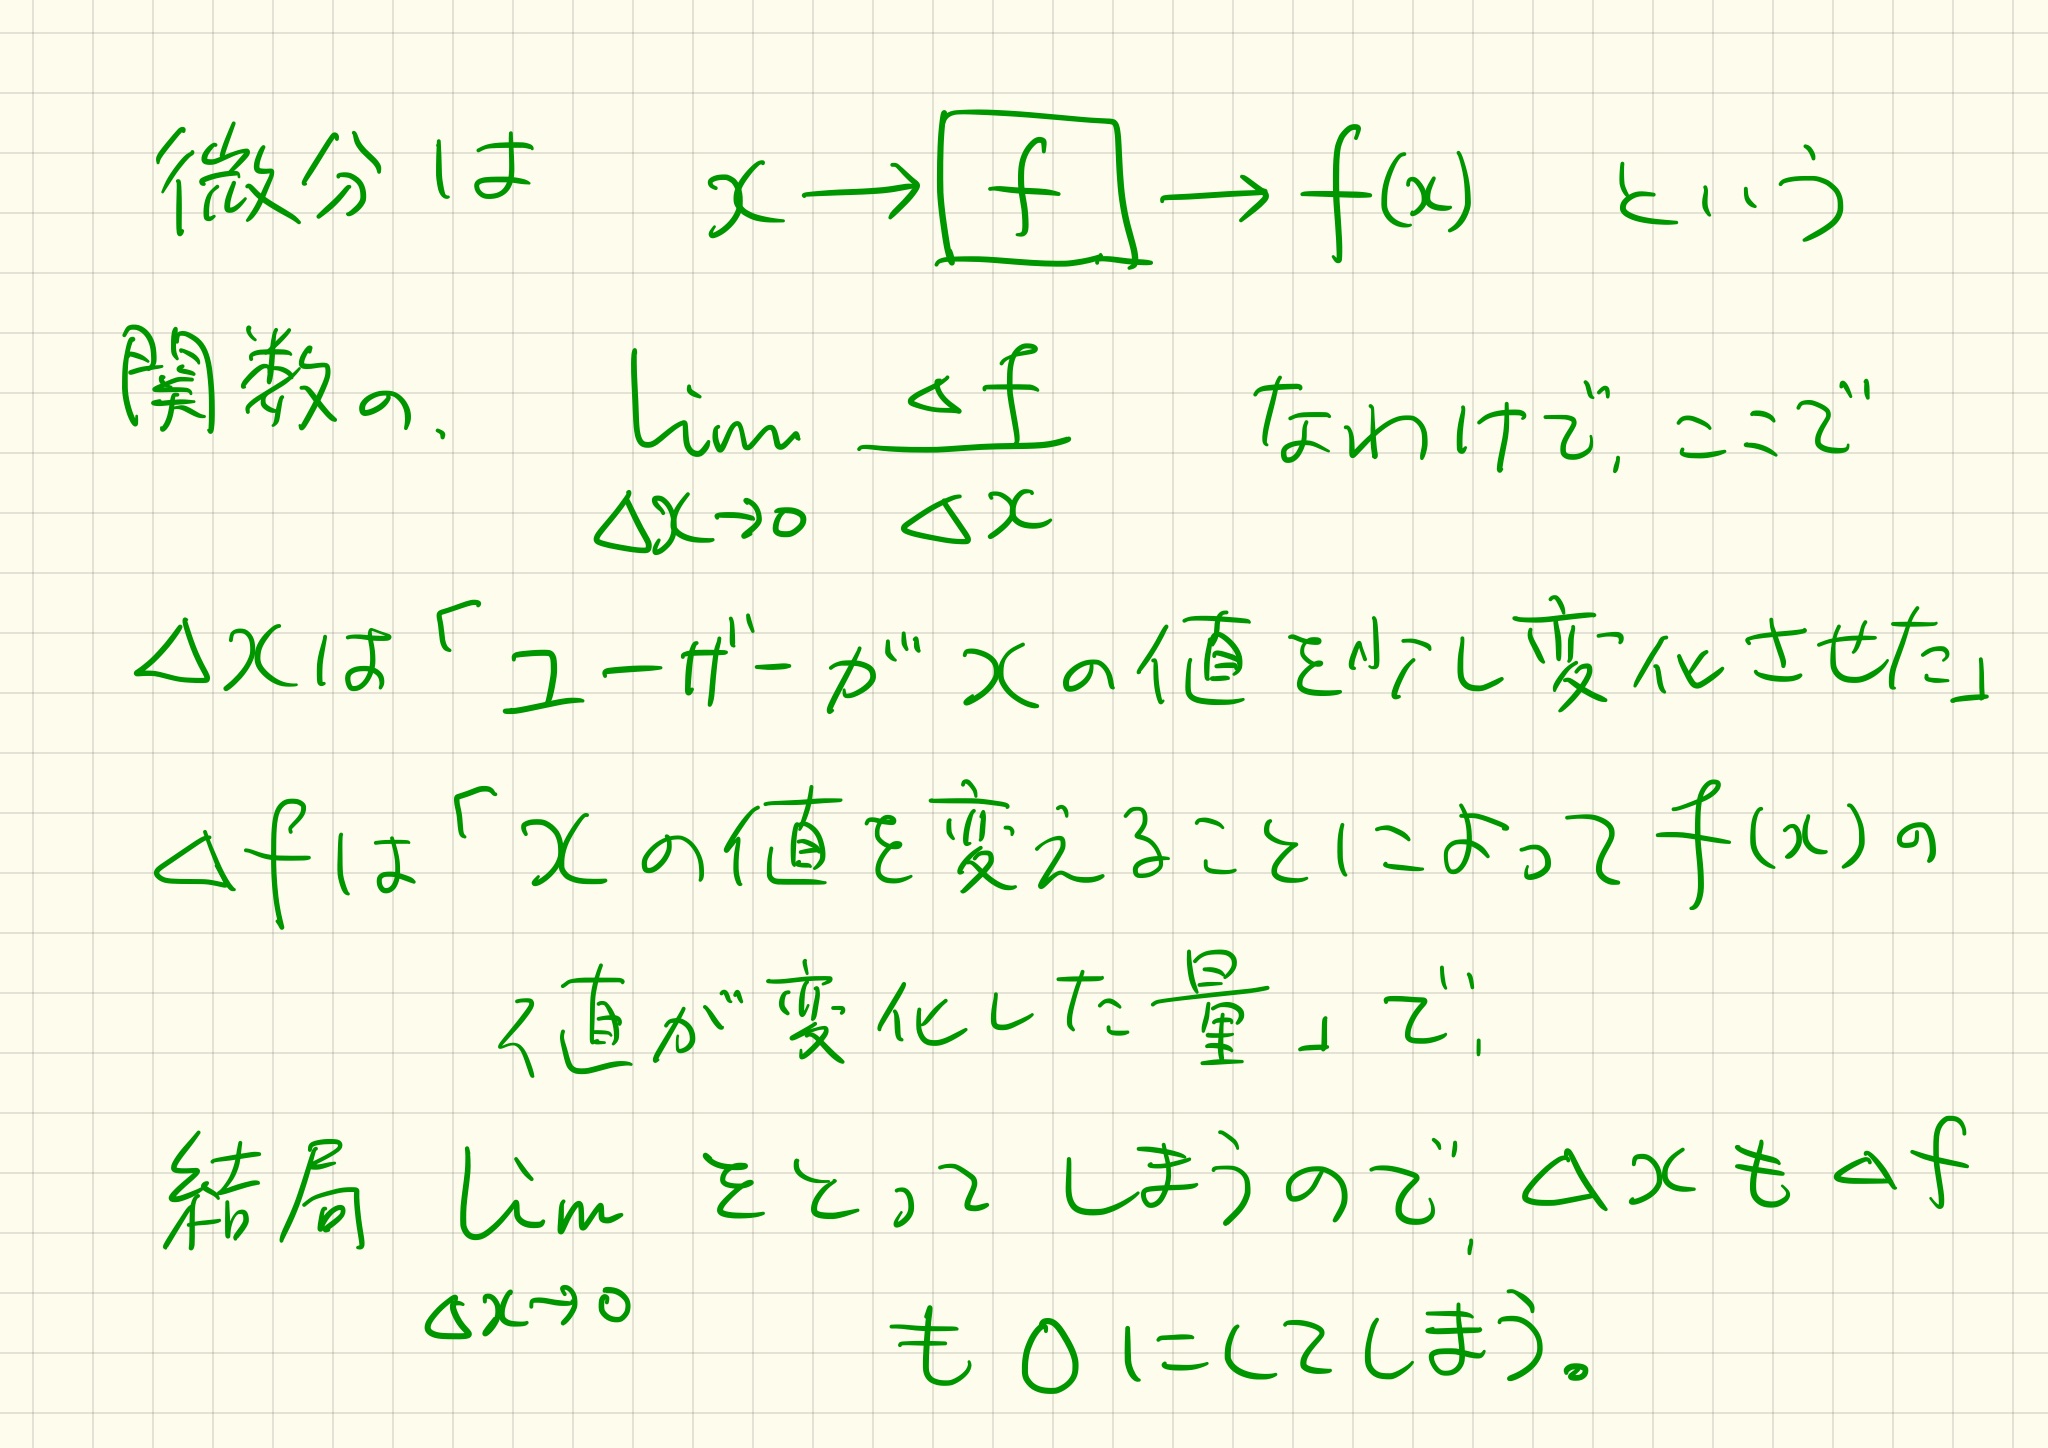 微分は x → f → f(x) という
関数の、 lim Δf なわけで、ここで
Δx→0 Δx
Δxは「ユーザーがxの値を少し変化させた」
Δfは「xの値を変えることによってf(x)の
値が変化した量」で、
結局 lim をとってしまうので、ΔxもΔf
Δx→0
も0にしてしまう。